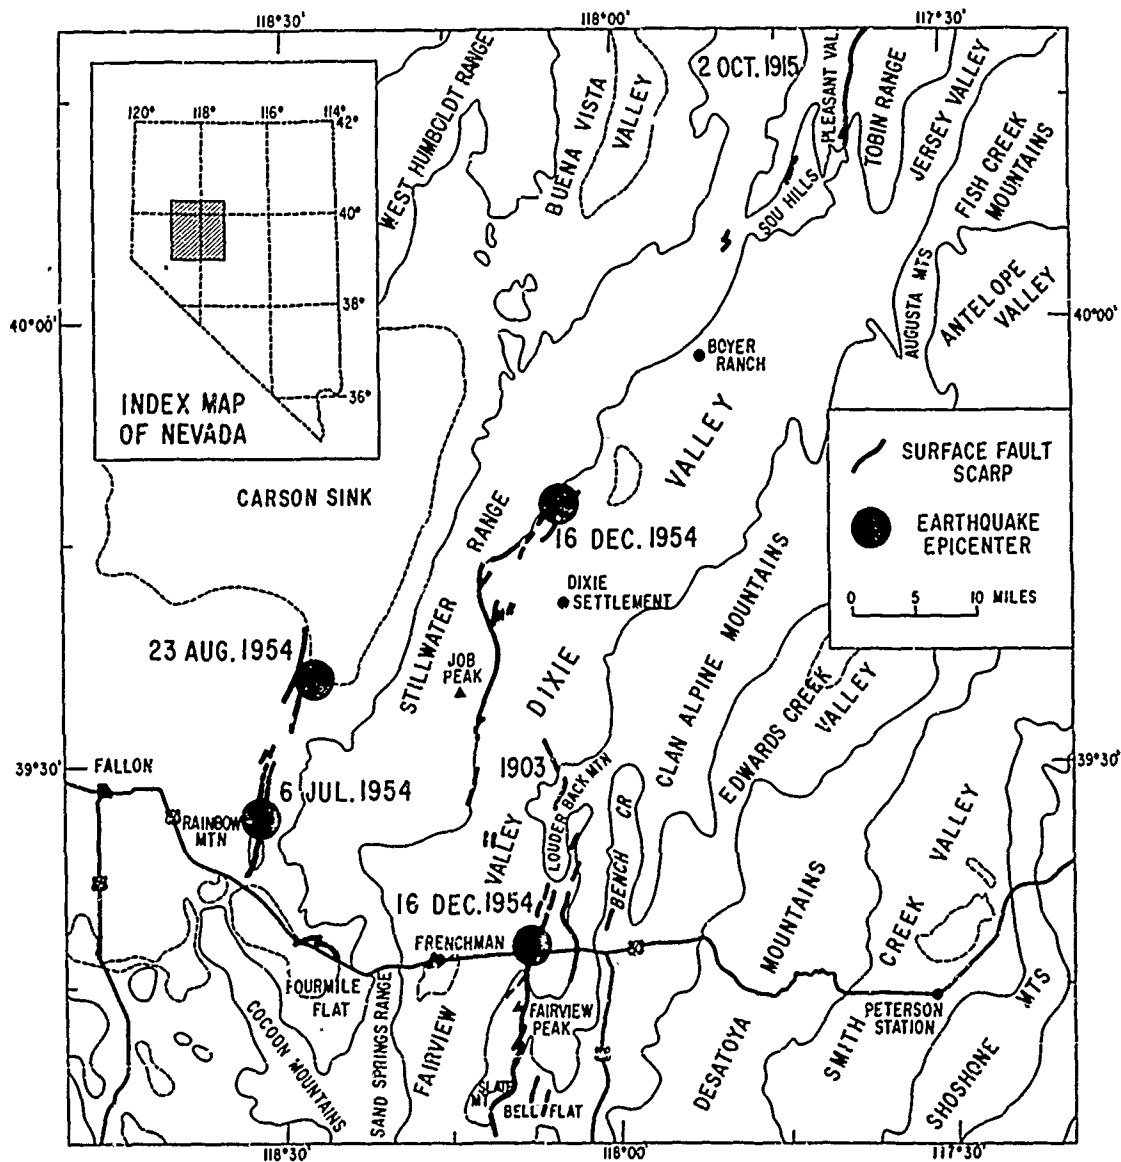 118°30'
118°00'
117°30'
2 OCT. 1915
PLEASANT VAL.
TOBIN RANGE
JERSEY VALLEY
FISH CREEK
MOUNTAINS
WEST HUMBOLDT RANGE
BUENA VISTA
VALLEY
SOU HILLS
AUGUSTA MTS
ANTELOPE
VALLEY
120°
118°
116°
114°
42°
40°
38°
36°
INDEX MAP
OF NEVADA
40°00'
40°00'
BOYER
RANCH
SURFACE FAULT
SCARP
EARTHQUAKE
EPICENTER
0 5 10 MILES
CARSON SINK
STILLWATER
RANGE
DIXIE
VALLEY
16 DEC. 1954
DIXIE
SETTLEMENT
CLAN ALPINE MOUNTAINS
EDWARDS CREEK
VALLEY
23 AUG. 1954
JOB
PEAK
39°30'
39°30'
FALLON
6 JUL. 1954
RAINBOW
MTN
1903
LOUDER BACK MTN
BENCH CR
16 DEC. 1954
FRENCHMAN
FAIRVIEW
VALLEY
FAIRVIEW
PEAK
SLATE
MT
BELL FLAT
FOURMILE
FLAT
COCOON MOUNTAINS
SAND SPRINGS RANGE
DESATOYA
MOUNTAINS
SMITH
CREEK
VALLEY
PETERSON
STATION
SHOSHONE
MTS
118°30'
118°00'
117°30'